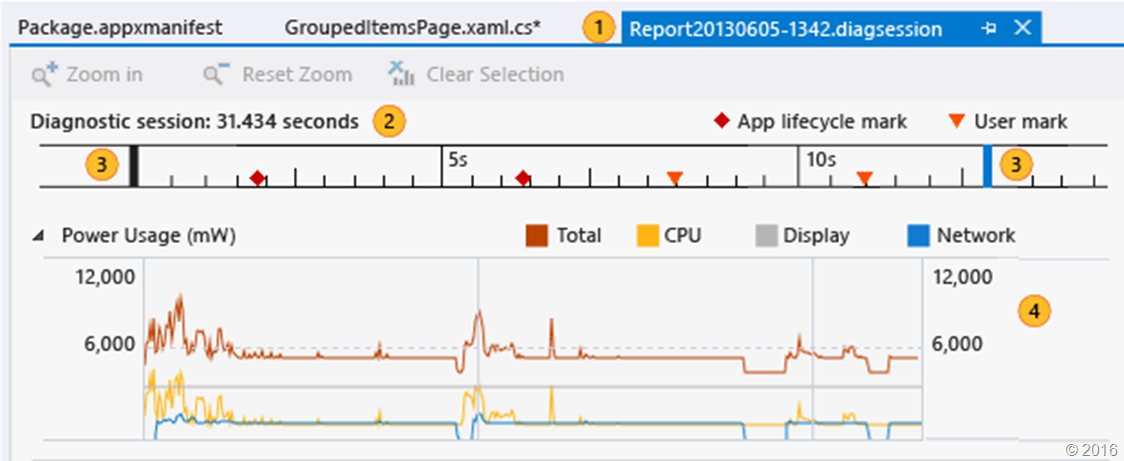 Package.appxmanifest GroupedItemsPage.xaml.cs* 1 Report20130605-1342.diagsession
Zoom in Reset Zoom Clear Selection
Diagnostic session: 31.434 seconds 2 App lifecycle mark User mark
3 5s 10s 3
Power Usage (mW) Total CPU Display Network
12,000 12,000
4
6,000 6,000
© 2016